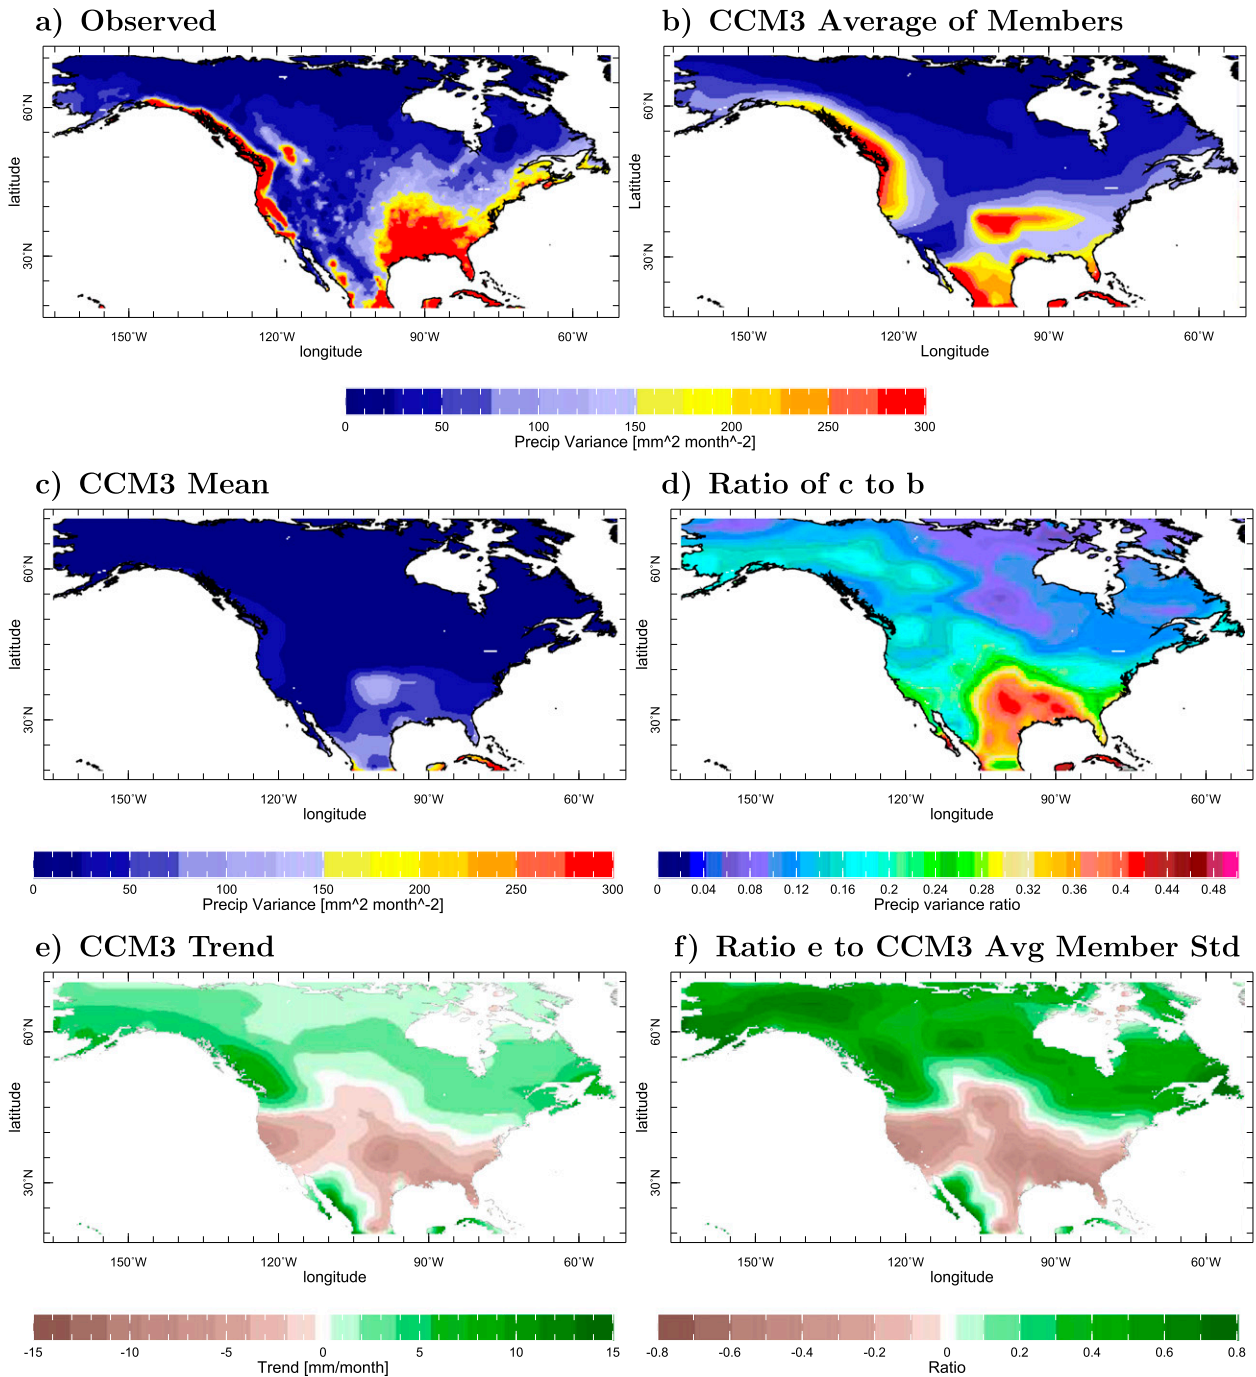 a) Observed
b) CCM3 Average of Members
latitude
60°N
30°N
150°W 120°W 90°W 60°W
longitude
Latitude
60°N
30°N
150°W 120°W 90°W 60°W
Longitude
0 50 100 150 200 250 300
Precip Variance [mm^2 month^-2]
c) CCM3 Mean
d) Ratio of c to b
latitude
60°N
30°N
150°W 120°W 90°W 60°W
longitude
latitude
60°N
30°N
150°W 120°W 90°W 60°W
longitude
0 50 100 150 200 250 300
Precip Variance [mm^2 month^-2]
0 0.04 0.08 0.12 0.16 0.2 0.24 0.28 0.32 0.36 0.4 0.44 0.48
Precip variance ratio
e) CCM3 Trend
f) Ratio e to CCM3 Avg Member Std
latitude
60°N
30°N
150°W 120°W 90°W 60°W
longitude
latitude
60°N
30°N
150°W 120°W 90°W 60°W
longitude
-15 -10 -5 0 5 10 15
Trend [mm/month]
-0.8 -0.6 -0.4 -0.2 0 0.2 0.4 0.6 0.8
Ratio